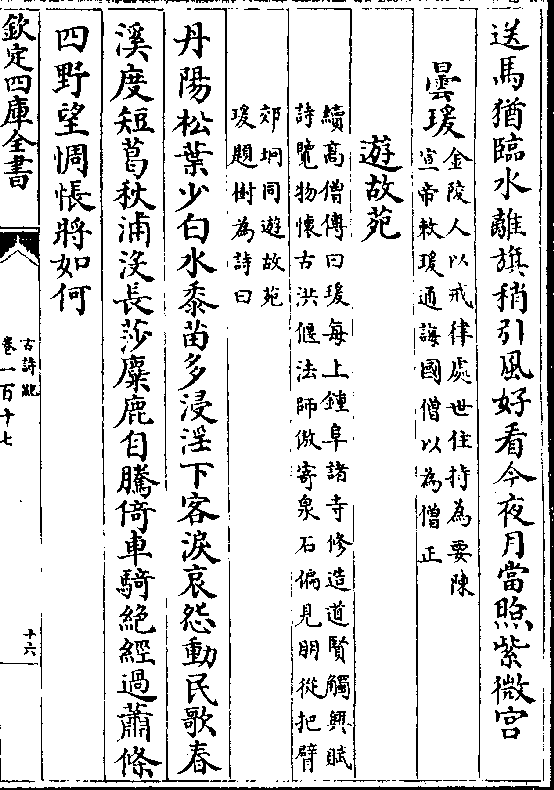 送馬猶臨水離旗稍引風好看今夜月當照紫微宫
曇瑗
金陵人以戒律處世住持為要陳
宣帝敕瑗通誨國僧以為僧正
遊故苑
續高僧傳曰瑗每上鍾阜諸寺修造道賢觸興賦
詩覽物懷古洪偃法師傲寄泉石偏見朋從把臂
郊坰同遊故苑
瑗題樹為詩曰
丹陽松葉少白水黍苗多浸淫下客淚哀怨動民歌春
溪度短葛秋浦没長莎麋鹿自騰倚車騎絶經過蕭條
四野望惆悵將如何
欽定四庫全書
古詩紀
卷一百十七
十六